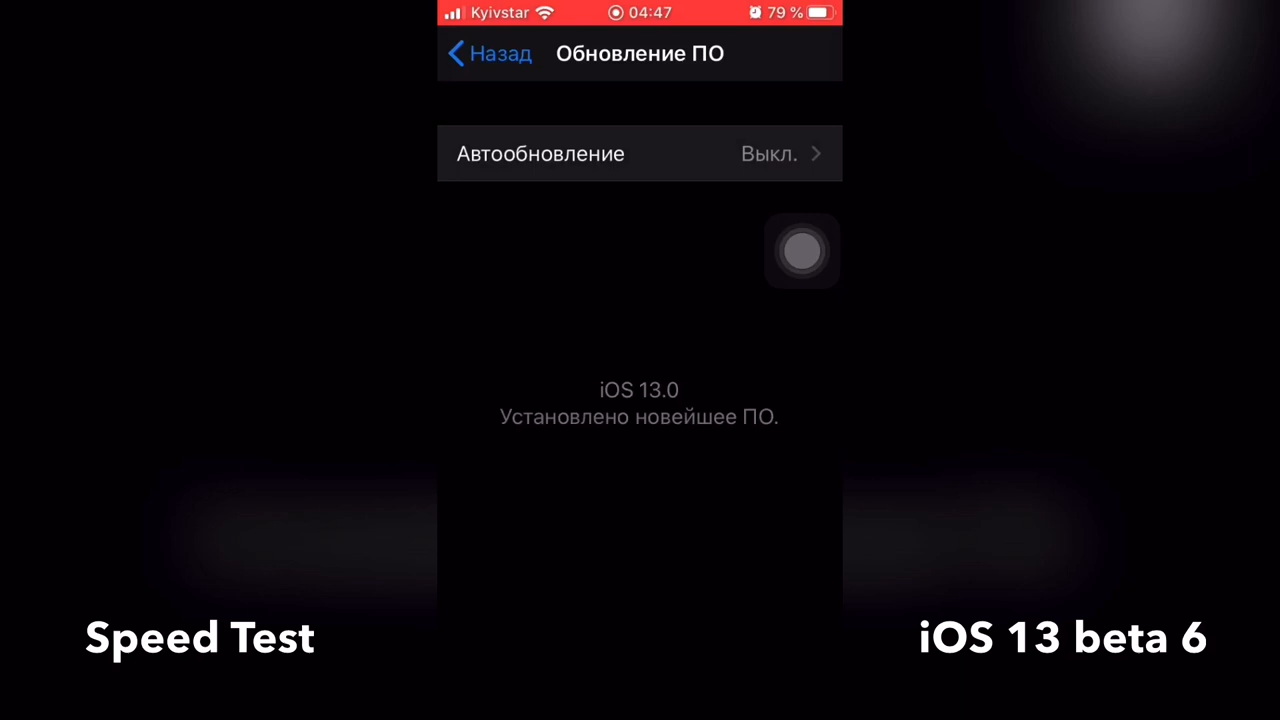 Kyivstar 04:47 79 %
Назад Обновление ПО
Автообновление Выкл.
iOS 13.0
Установлено новейшее ПО.
Speed Test iOS 13 beta 6